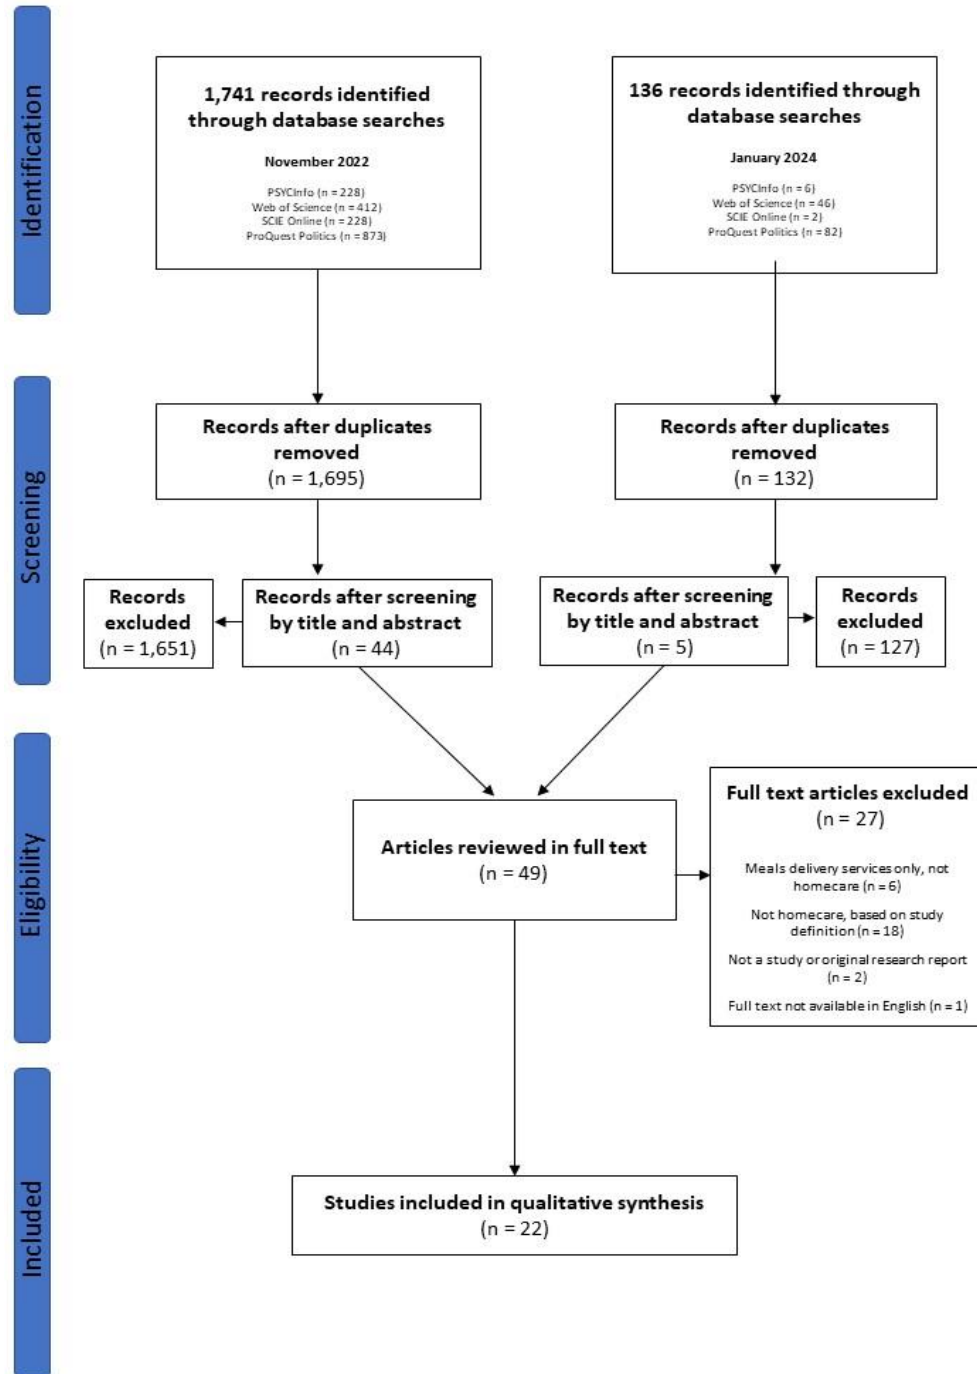 Identification
1,741 records identified
through database searches
November 2022
PSYCInfo (n = 228)
Web of Science (n = 412)
SCIE Online (n = 228)
ProQuest Politics (n = 873)
136 records identified through
database searches
January 2024
PSYCInfo (n = 6)
Web of Science (n = 46)
SCIE Online (n = 2)
ProQuest Politics (n = 82)
Screening
Records after duplicates
removed
(n = 1,695)
Records after duplicates
removed
(n = 132)
Records
excluded
(n = 1,651)
Records after screening
by title and abstract
(n = 44)
Records after screening
by title and abstract
(n = 5)
Records
excluded
(n = 127)
Eligibility
Articles reviewed in full text
(n = 49)
Full text articles excluded
(n = 27)
Meals delivery services only, not
homecare (n = 6)
Not homecare, based on study
definition (n = 18)
Not a study or original research report
(n = 2)
Full text not available in English (n = 1)
Included
Studies included in qualitative synthesis
(n = 22)